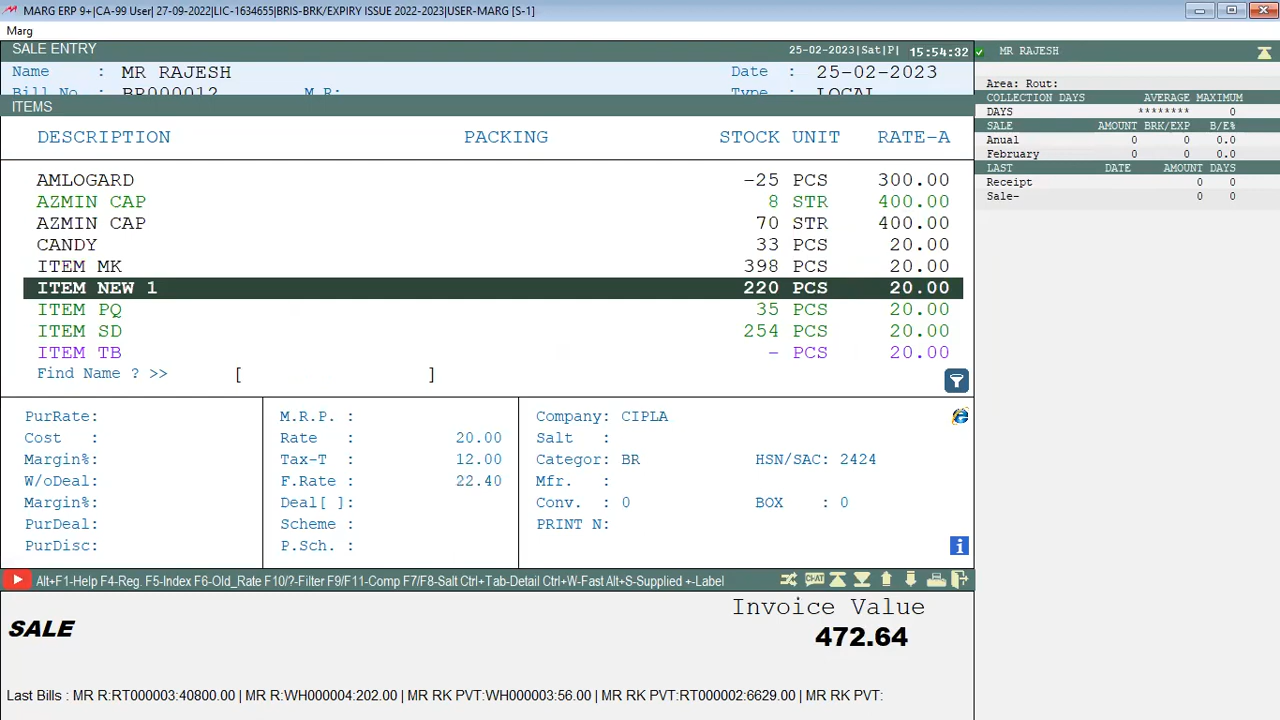 MARG ERP 9+|CA-99 User| 27-09-2022|LIC-1634655|BRIS-BRK/EXPIRY ISSUE 2022-2023|USER-MARG [S-1]
Marg
SALE ENTRY 25-02-2023|Sat|P| 15:54:32
Name : MR RAJESH Date : 25-02-2023
Bill No BR000012 M.R: Type : LOCAL
ITEMS
DESCRIPTION PACKING STOCK UNIT RATE-A
AMLOGARD -25 PCS 300.00
AZMIN CAP 8 STR 400.00
AZMIN CAP 70 STR 400.00
CANDY 33 PCS 20.00
ITEM MK 398 PCS 20.00
ITEM NEW 1 220 PCS 20.00
ITEM PQ 35 PCS 20.00
ITEM SD 254 PCS 20.00
ITEM TB - PCS 20.00
Find Name ? >> [ ]
PurRate: M.R.P. : Company: CIPLA
Cost : Rate : 20.00 Salt :
Margin%: Tax-T : 12.00 Categor: BR HSN/SAC: 2424
W/oDeal: F.Rate : 22.40 Mfr. :
Margin%: Deal[ ]: Conv. : 0 BOX : 0
PurDeal: Scheme : PRINT N:
PurDisc: P.Sch. :
Alt+F1-Help F4-Reg. F5-Index F6-Old_Rate F10/?-Filter F9/F11-Comp F7/F8-Salt Ctrl+Tab-Detail Ctrl+W-Fast Alt+S-Supplied +-Label CHAT
Invoice Value
SALE 472.64
Last Bills : MR R:RT000003:40800.00 | MR R:WH000004:202.00 | MR RK PVT:WH000003:56.00 | MR RK PVT:RT000002:6629.00 | MR RK PVT:
MR RAJESH
Area: Rout:
COLLECTION DAYS AVERAGE MAXIMUM
DAYS ******** 0
SALE AMOUNT BRK/EXP B/E%
Anual 0 0 0.0
February 0 0 0.0
LAST DATE AMOUNT DAYS
Receipt 0 0
Sale- 0 0